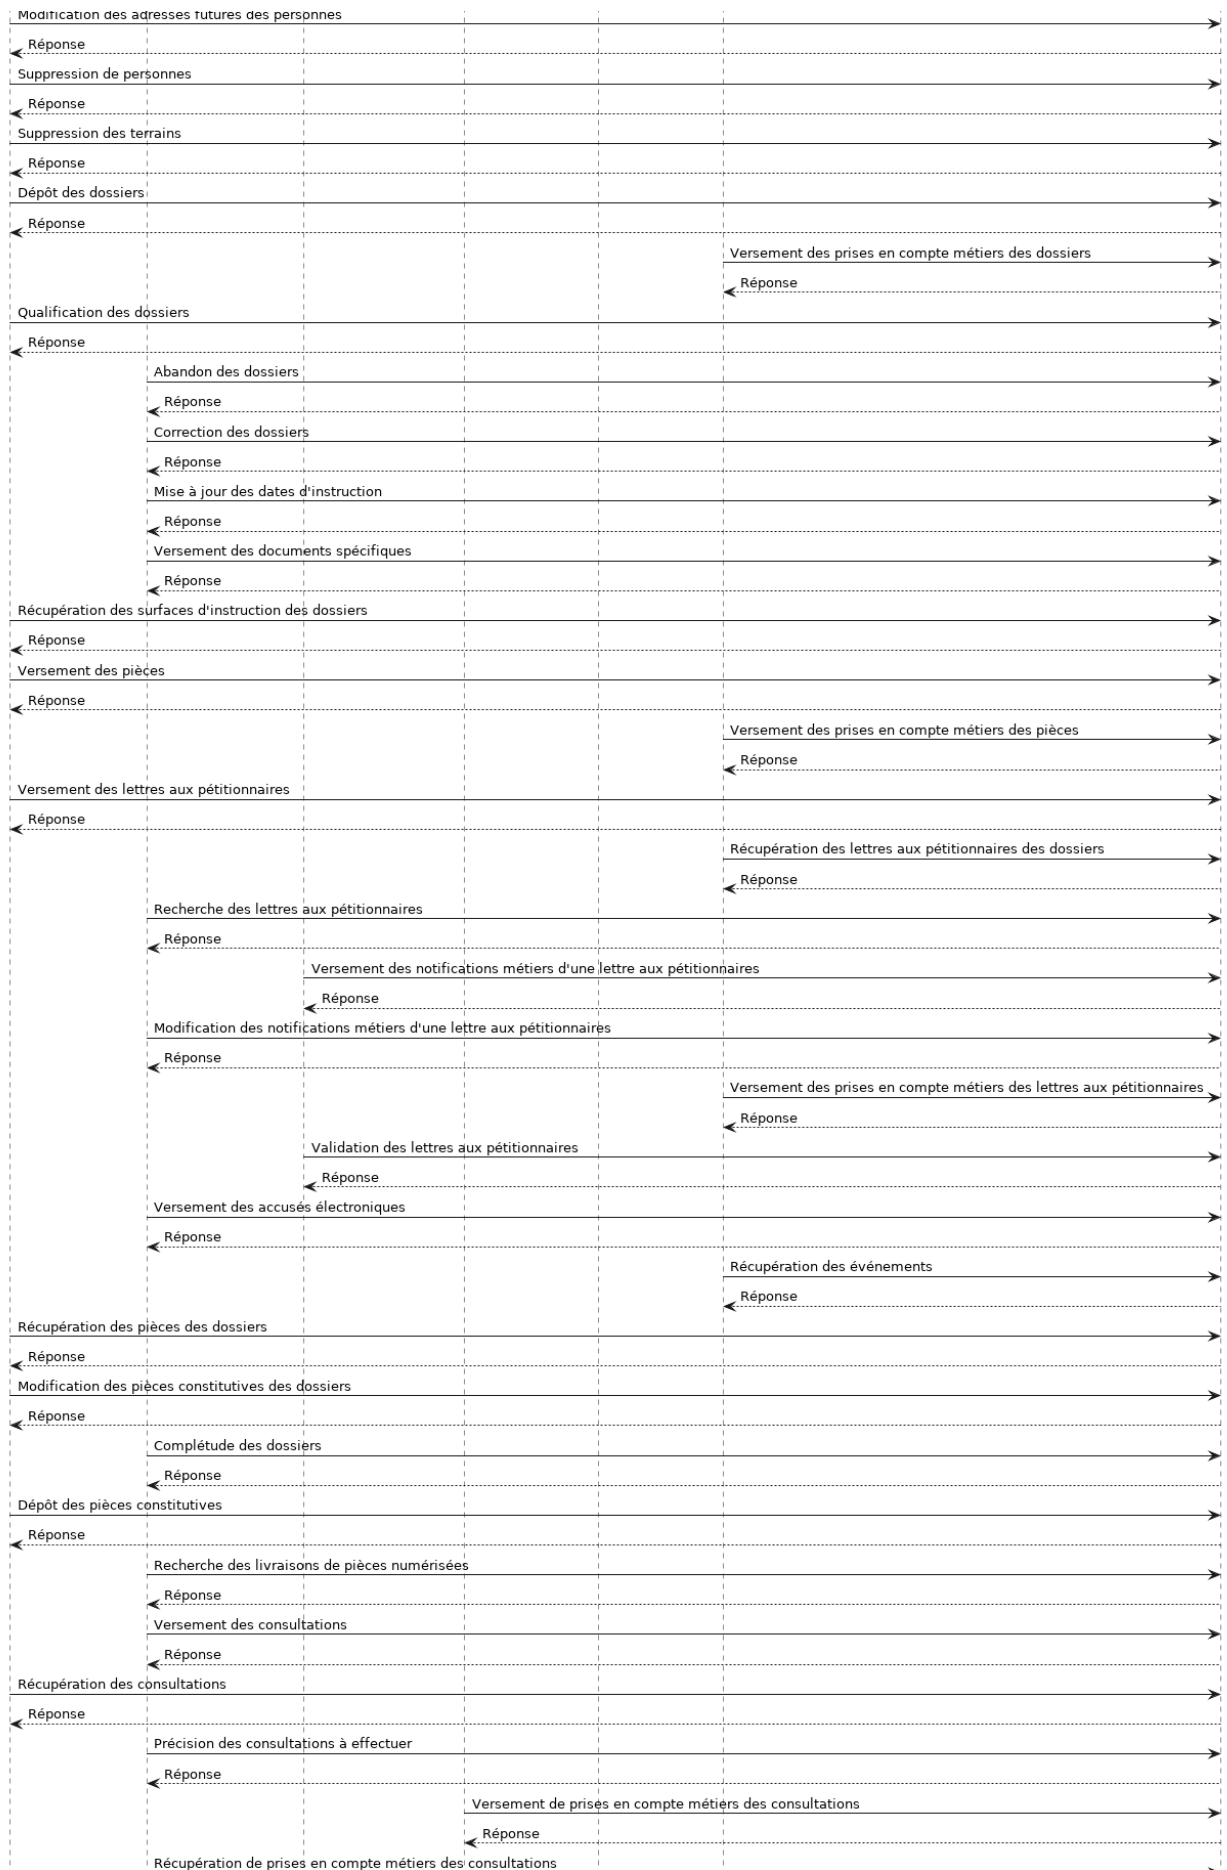 Modification des adresses futures des personnes
Réponse
Suppression de personnes
Réponse
Suppression des terrains
Réponse
Dépôt des dossiers
Réponse
Versement des prises en compte métiers des dossiers
Réponse
Qualification des dossiers
Réponse
Abandon des dossiers
Réponse
Correction des dossiers
Réponse
Mise à jour des dates d'instruction
Réponse
Versement des documents spécifiques
Réponse
Récupération des surfaces d'instruction des dossiers
Réponse
Versement des pièces
Réponse
Versement des prises en compte métiers des pièces
Réponse
Versement des lettres aux pétitionnaires
Réponse
Récupération des lettres aux pétitionnaires des dossiers
Réponse
Recherche des lettres aux pétitionnaires
Réponse
Versement des notifications métiers d'une lettre aux pétitionnaires
Réponse
Modification des notifications métiers d'une lettre aux pétitionnaires
Réponse
Versement des prises en compte métiers des lettres aux pétitionnaires
Réponse
Validation des lettres aux pétitionnaires
Réponse
Versement des accusés électroniques
Réponse
Récupération des événements
Réponse
Récupération des pièces des dossiers
Réponse
Modification des pièces constitutives des dossiers
Réponse
Complétude des dossiers
Réponse
Dépôt des pièces constitutives
Réponse
Recherche des livraisons de pièces numérisées
Réponse
Versement des consultations
Réponse
Récupération des consultations
Réponse
Précision des consultations à effectuer
Réponse
Versement de prises en compte métiers des consultations
Réponse
Récupération de prises en compte métiers des consultations